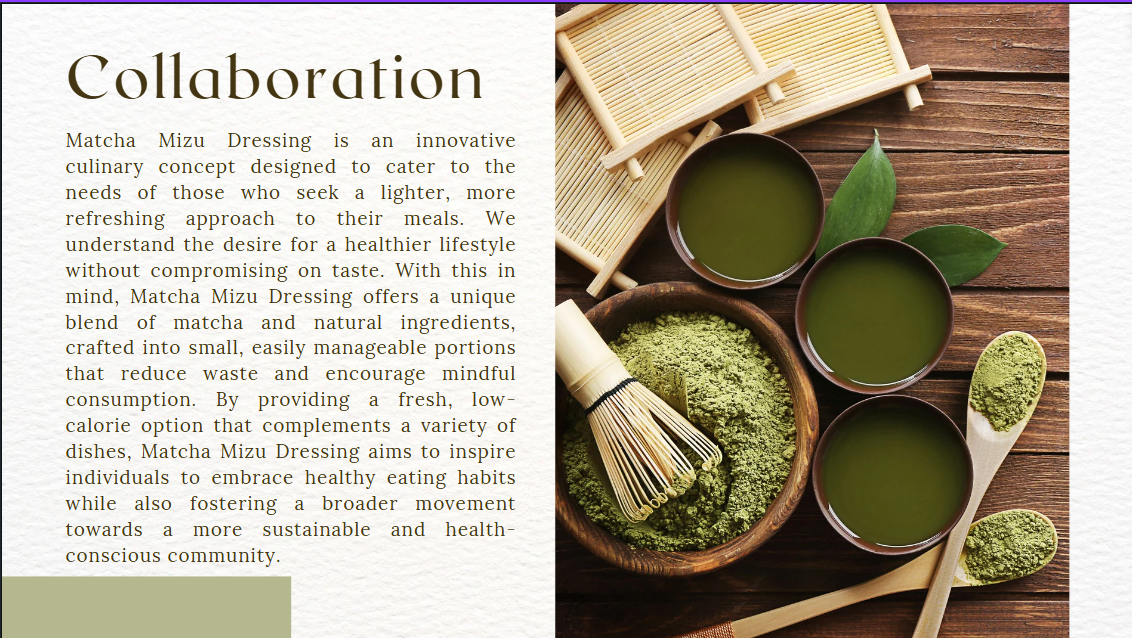 Collaboration
Matcha Mizu Dressing is an innovative
culinary concept designed to cater to the
needs of those who seek a lighter, more
refreshing approach to their meals. We
understand the desire for a healthier lifestyle
without compromising on taste. With this in
mind, Matcha Mizu Dressing offers a unique
blend of matcha and natural ingredients,
crafted into small, easily manageable portions
that reduce waste and encourage mindful
consumption. By providing a fresh, low-
calorie option that complements a variety of
dishes, Matcha Mizu Dressing aims to inspire
individuals to embrace healthy eating habits
while also fostering a broader movement
towards a more sustainable and health-
conscious community.